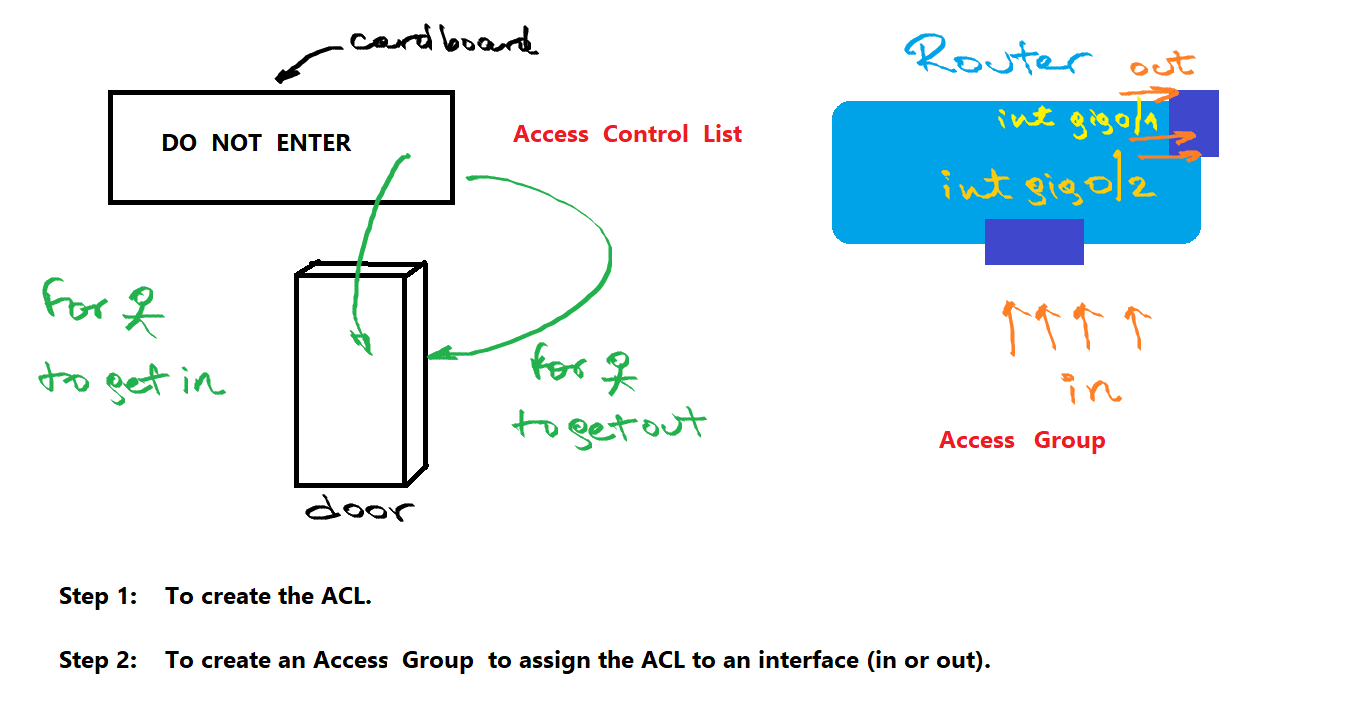 cardboard
DO NOT ENTER
Access Control List
for
to get in
for
to get out
door
Router
out
int gig0/1
int gig0/2
in
Access Group
Step 1: To create the ACL.
Step 2: To create an Access Group to assign the ACL to an interface (in or out).